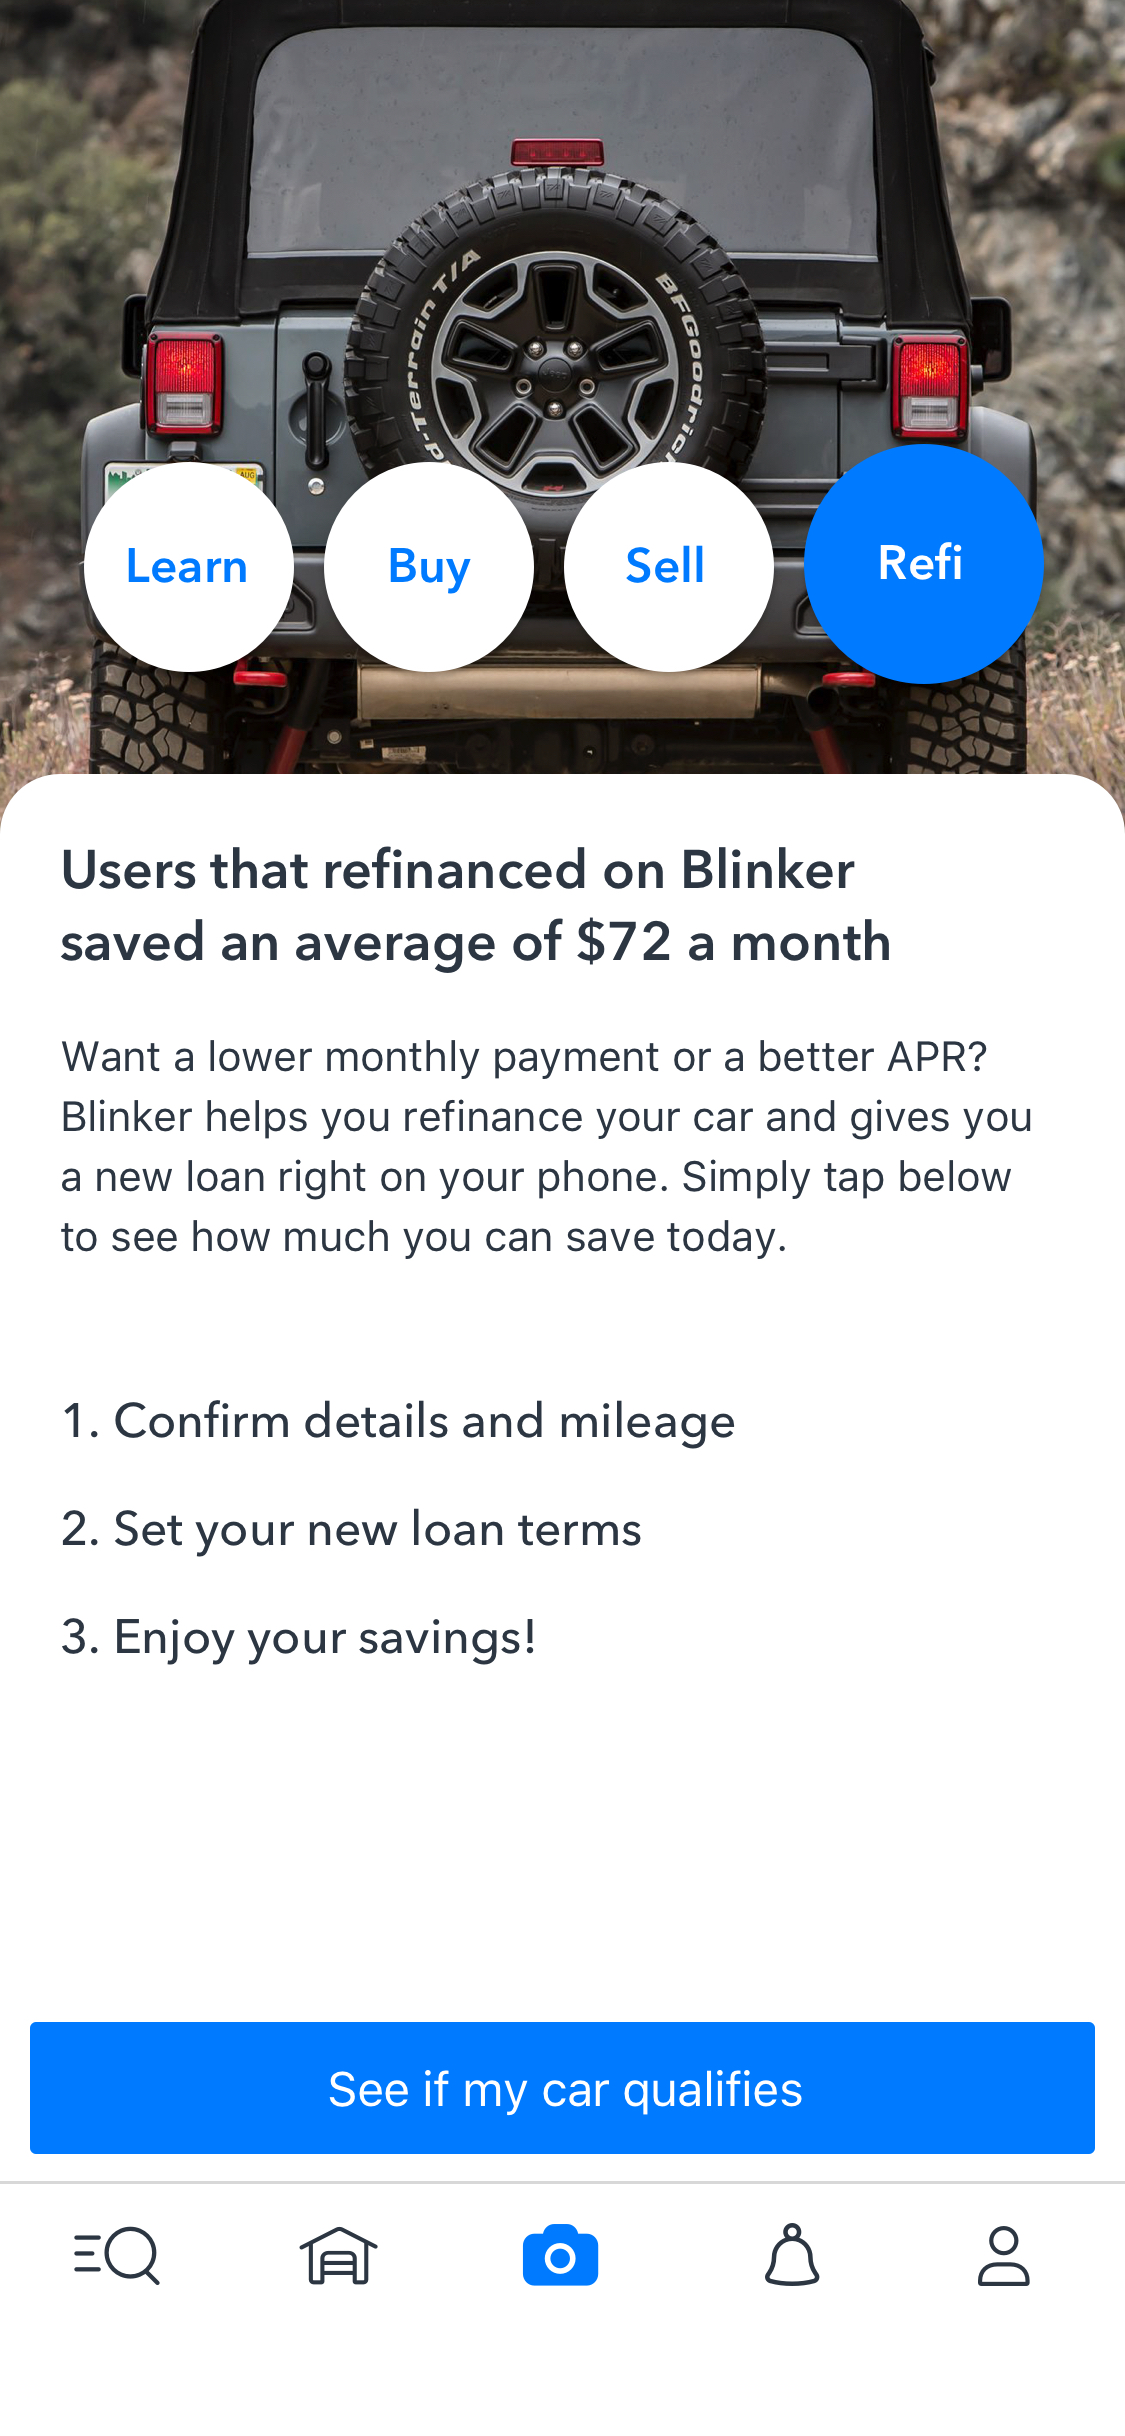 d-Terrain T/A
BFGoodrich
Jeep
AUG
Learn
Buy
Sell
Refi
Users that refinanced on Blinker
saved an average of $72 a month
Want a lower monthly payment or a better APR?
Blinker helps you refinance your car and gives you
a new loan right on your phone. Simply tap below
to see how much you can save today.
1. Confirm details and mileage
2. Set your new loan terms
3. Enjoy your savings!
See if my car qualifies